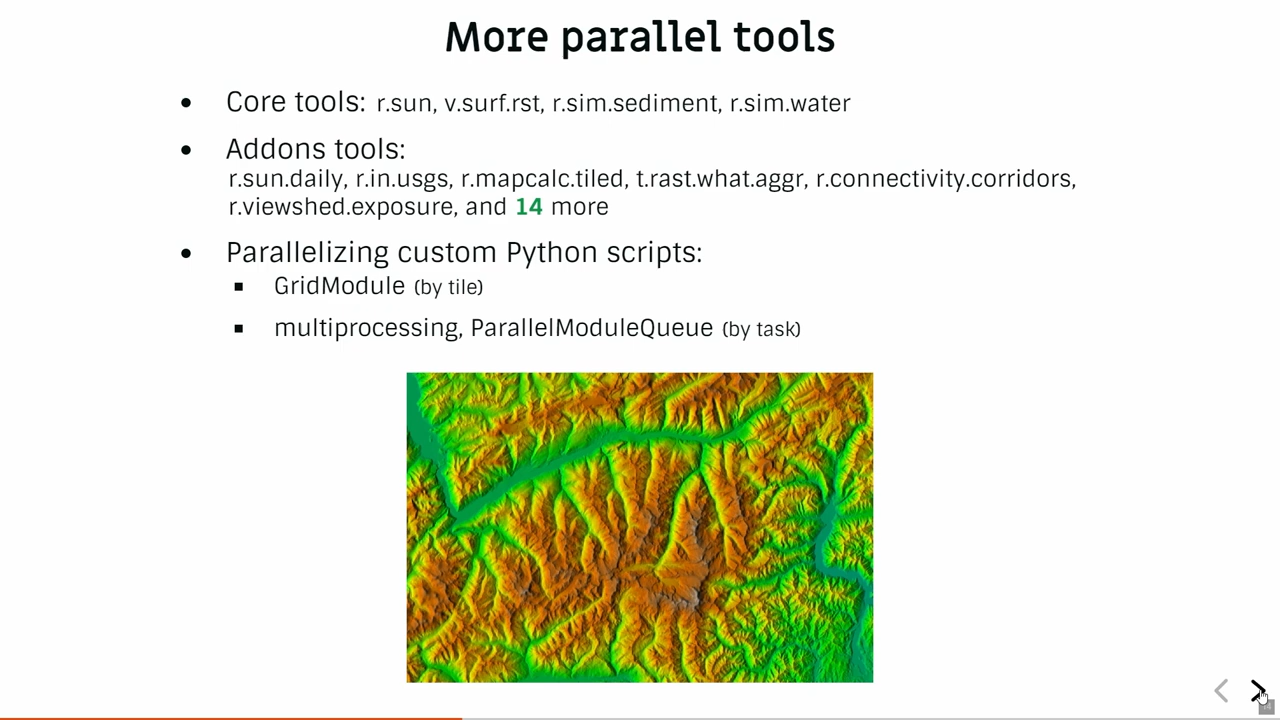 More parallel tools
Core tools: r.sun, v.surf.rst, r.sim.sediment, r.sim.water
Addons tools:
r.sun.daily, r.in.usgs, r.mapcalc.tiled, t.rast.what.aggr, r.connectivity.corridors,
r.viewshed.exposure, and 14 more
Parallelizing custom Python scripts:
GridModule (by tile)
multiprocessing, ParallelModuleQueue (by task)